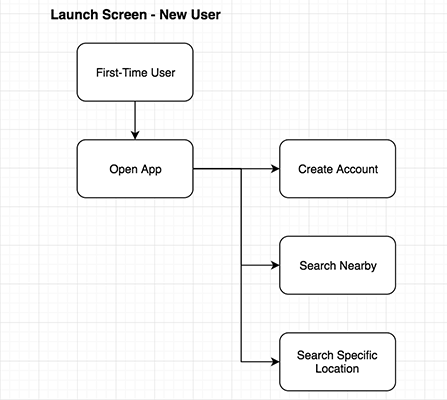 Launch Screen - New User
First-Time User
Open App
Create Account
Search Nearby
Search Specific
Location